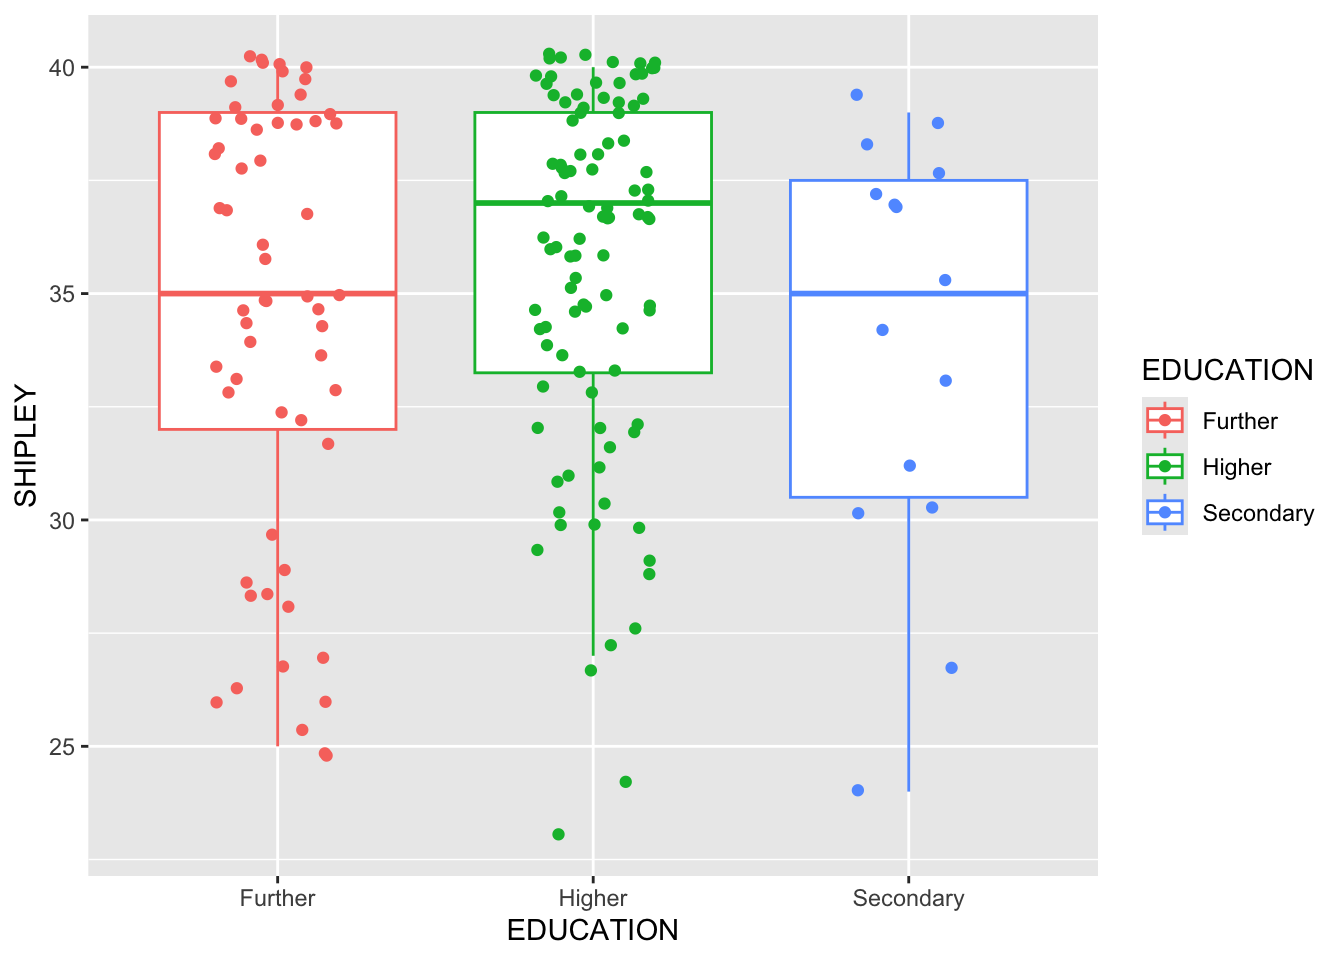 40
35
30
25
SHIPLEY
Further
Higher
Secondary
EDUCATION
EDUCATION
Further
Higher
Secondary